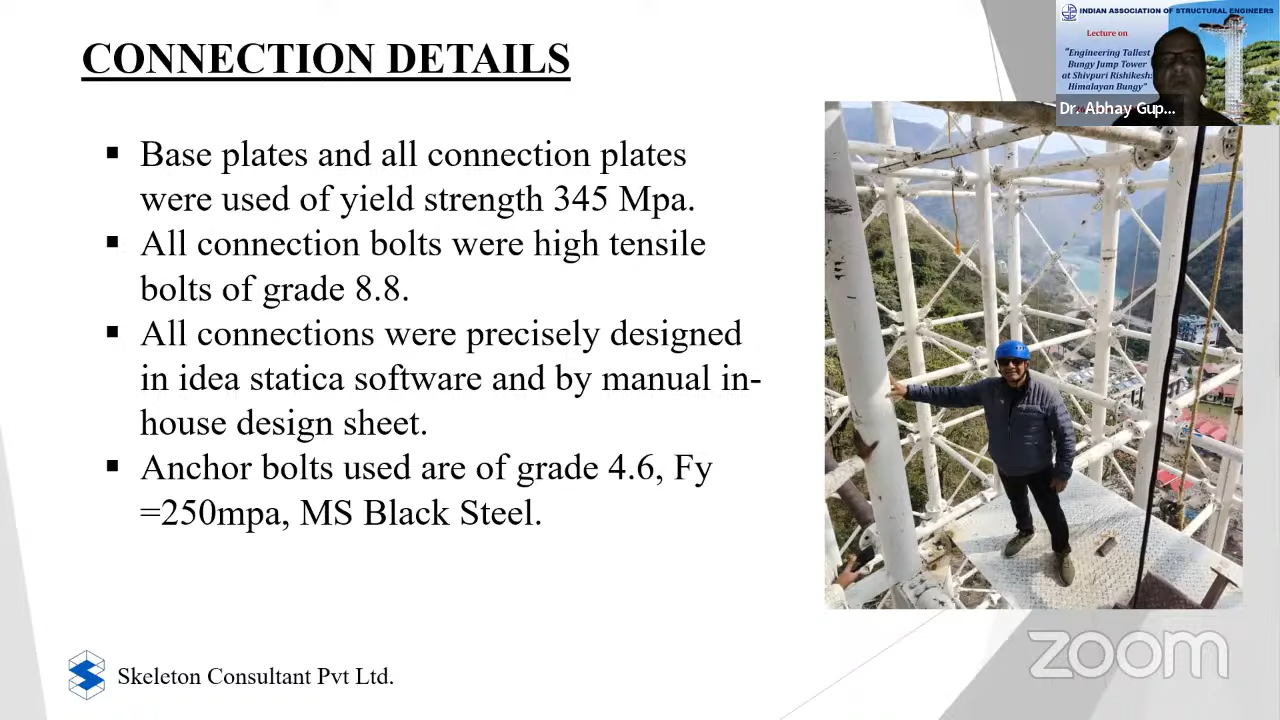 CONNECTION DETAILS
▪ Base plates and all connection plates
were used of yield strength 345 Mpa.
▪ All connection bolts were high tensile
bolts of grade 8.8.
▪ All connections were precisely designed
in idea statica software and by manual in-
house design sheet.
▪ Anchor bolts used are of grade 4.6, Fy
=250mpa, MS Black Steel.
Skeleton Consultant Pvt Ltd.
INDIAN ASSOCIATION OF STRUCTURAL ENGINEERS
Lecture on
"Engineering Tallest
Bungy Jump Tower
at Shivpuri Rishikesh:
Himalayan Bungy"
Dr. Abhay Gup...
zoom